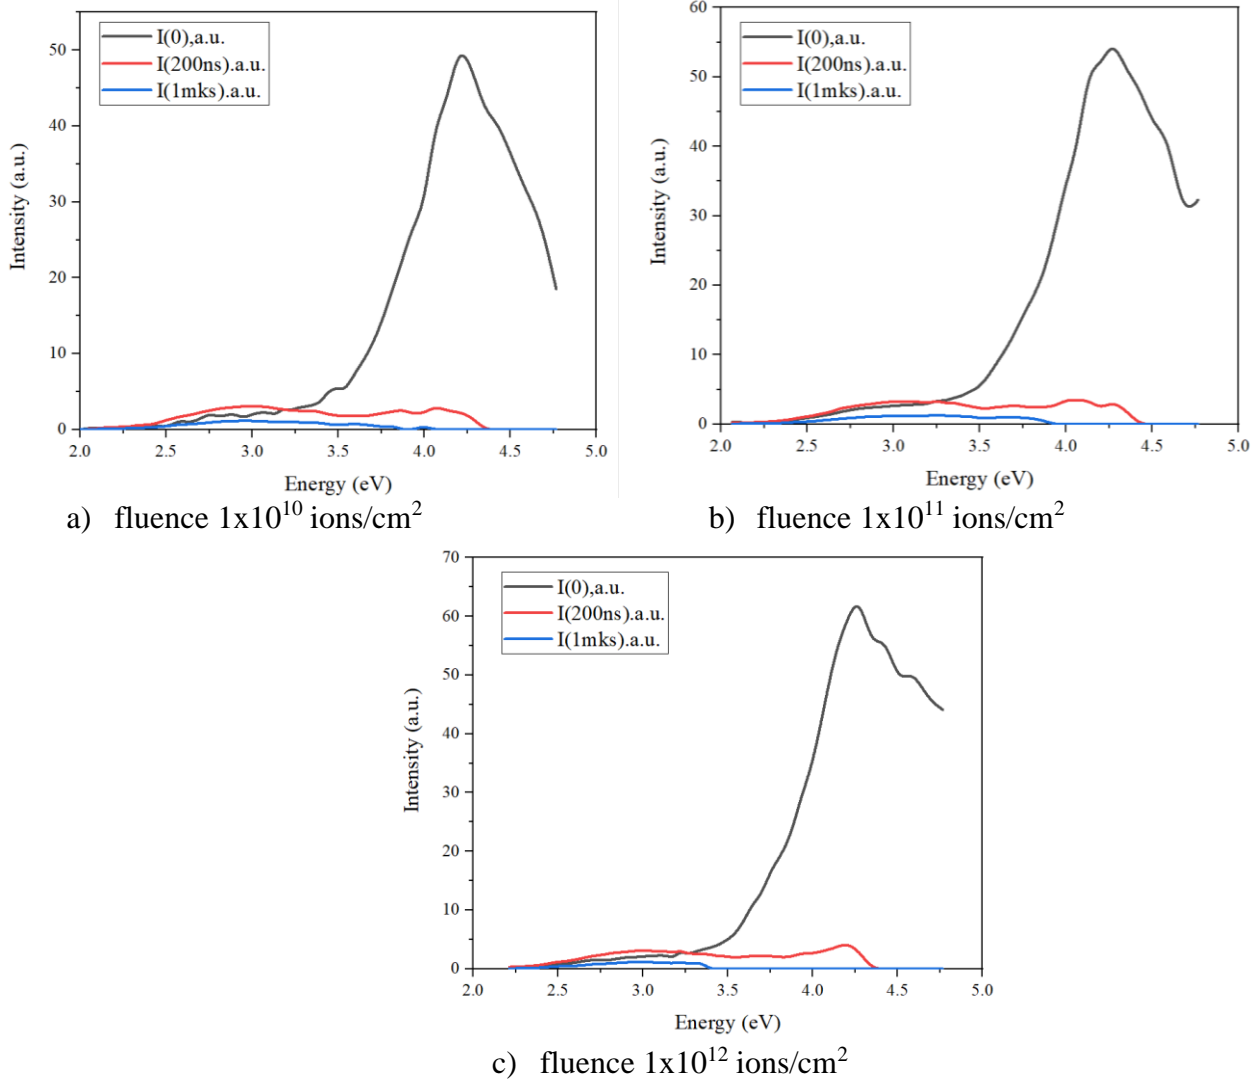 I(0),a.u.
I(200ns).a.u.
I(1mks).a.u.
50
40
30
20
10
0
2.0 2.5 3.0 3.5 4.0 4.5 5.0
Intensity (a.u.)
Energy (eV)
a) fluence 1x10^10 ions/cm^2
I(0),a.u.
I(200ns).a.u.
I(1mks).a.u.
60
50
40
30
20
10
0
2.0 2.5 3.0 3.5 4.0 4.5 5.0
Intensity (a.u.)
Energy (eV)
b) fluence 1x10^11 ions/cm^2
I(0),a.u.
I(200ns).a.u.
I(1mks).a.u.
70
60
50
40
30
20
10
0
2.0 2.5 3.0 3.5 4.0 4.5 5.0
Intensity (a.u.)
Energy (eV)
c) fluence 1x10^12 ions/cm^2